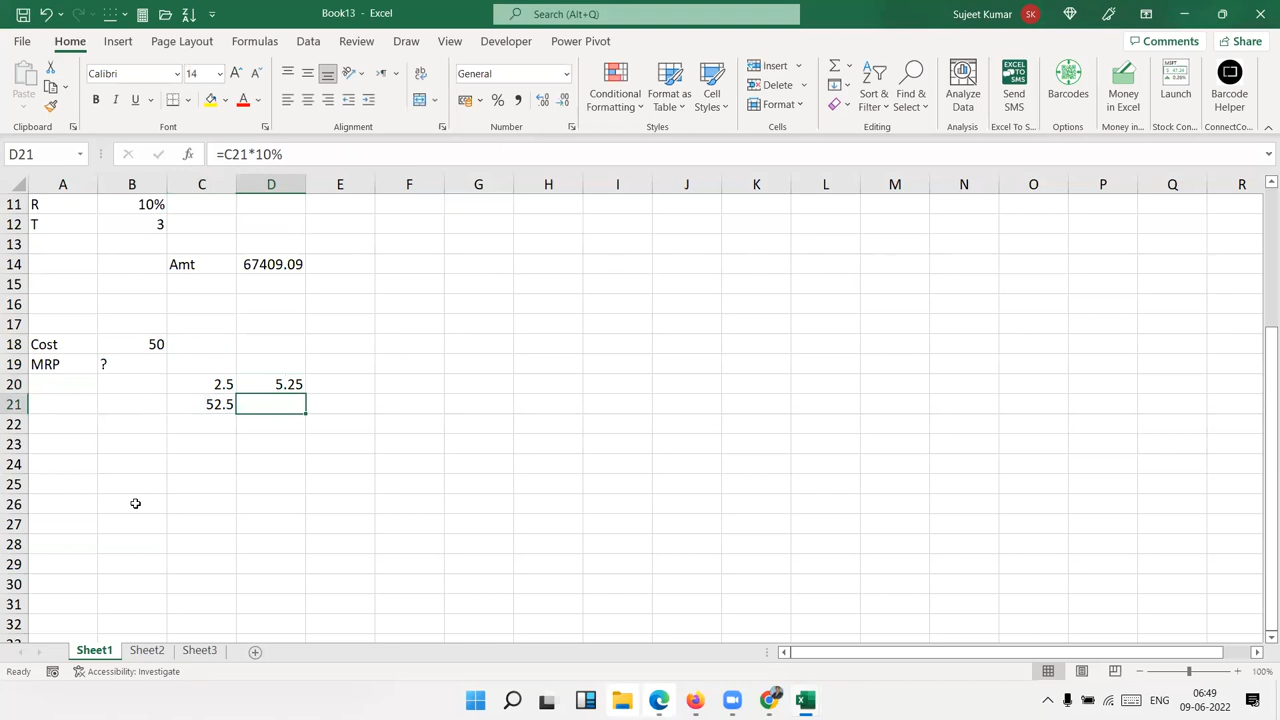 Book13 - Excel
Search (Alt+Q)
Sujeet Kumar SK
File Home Insert Page Layout Formulas Data Review Draw View Developer Automate Power Pivot
Comments Share
Paste
Calibri 14
General
Insert
Delete
Format
Conditional Formatting
Format as Table
Cell Styles
Sort & Filter
Find & Select
Analyze Data
Send SMS
Barcodes
Money in Excel
Launch
Barcode Helper
Clipboard Font Alignment Number Styles Cells Editing Analysis Excel To S... Options Money in... Stock Con... ConnectCo...
D21 =C21*10%
A B C D E F G H I J K L M N O P Q R
11 R 10%
12 T 3
13
14 Amt 67409.09
15
16
17
18 Cost 50
19 MRP ?
20 2.5 5.25
21 52.5
22
23
24
25
26
27
28
29
30
31
32
Sheet1 Sheet2 Sheet3
Ready Accessibility: Investigate 100%
ENG 06:49
09-06-2022